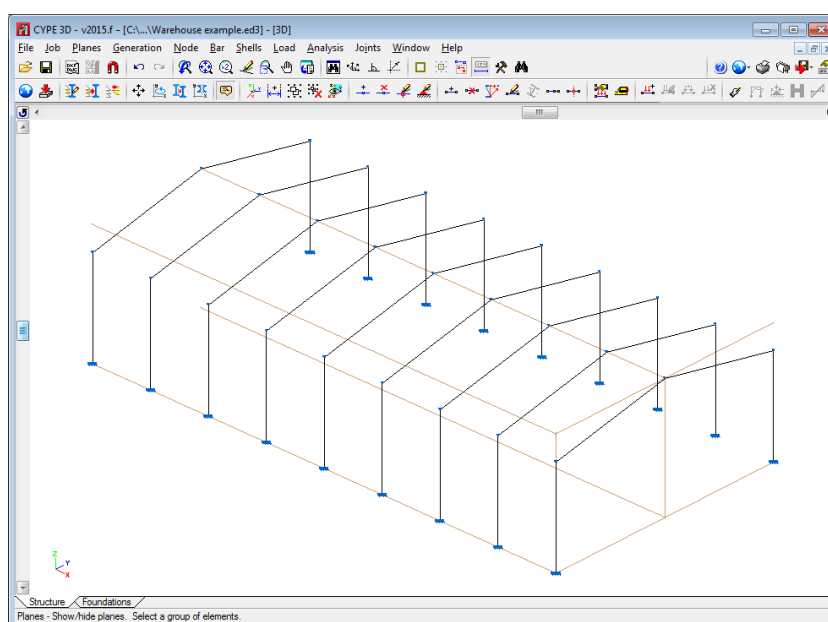 CYPE 3D - v2015.f - [C:\...\Warehouse example.ed3] - [3D]
File Job Planes Generation Node Bar Shells Load Analysis Joints Window Help
Z
Y
X
Structure Foundations
Planes - Show/hide planes. Select a group of elements.